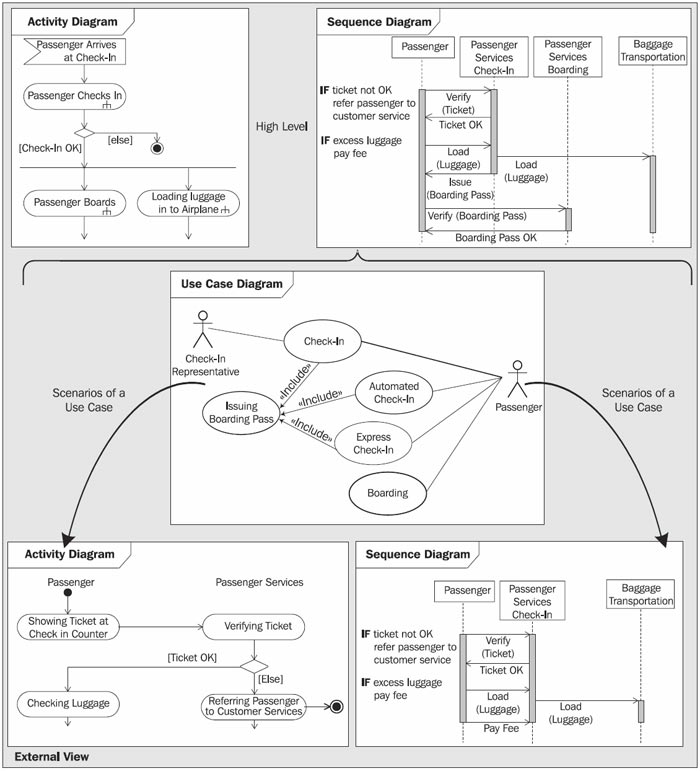 Activity Diagram
Passenger Arrives
at Check-In
Passenger Checks In
[else]
[Check-In OK]
Passenger Boards
Loading luggage
in to Airplane
High Level
Sequence Diagram
Passenger
Passenger
Services
Check-In
Passenger
Services
Boarding
Baggage
Transportation
IF ticket not OK
refer passenger to
customer service
IF excess luggage
pay fee
Verify
(Ticket)
Ticket OK
Load
(Luggage)
Load
(Luggage)
Issue
(Boarding Pass)
Verify (Boarding Pass)
Boarding Pass OK
Use Case Diagram
Check-In
Representative
Check-In
«Include»
Issuing
Boarding Pass
«Include»
Automated
Check-In
«Include»
Express
Check-In
Boarding
Passenger
Scenarios of a
Use Case
Scenarios of a
Use Case
Activity Diagram
Passenger
Passenger Services
Showing Ticket at
Check in Counter
Verifying Ticket
[Ticket OK]
[Else]
Checking Luggage
Referring Passenger
to Customer Services
Sequence Diagram
Passenger
Passenger
Services
Check-In
Baggage
Transportation
IF ticket not OK
refer passenger to
customer service
IF excess luggage
pay fee
Verify
(Ticket)
Ticket OK
Load
(Luggage)
Load
(Luggage)
Pay Fee
External View